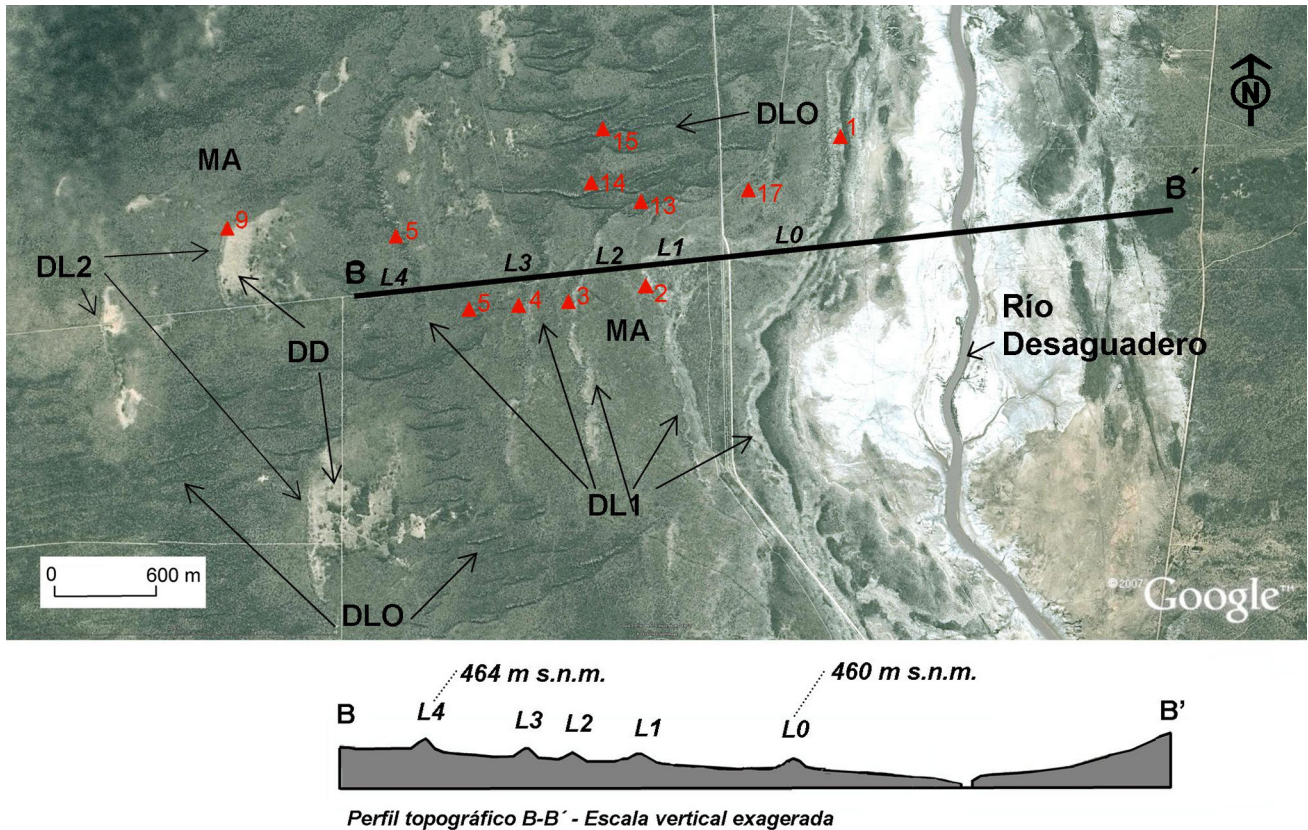 DLO
1
15
MA
14
17
13
N
B´
9
5
L0
L1
L2
L3
L4
B
DL2
2
5
4
3
MA
Río
Desaguadero
DD
DL1
0 600 m
©2007 Google™
DLO
464 m s.n.m.
460 m s.n.m.
B
L4
L3
L2
L1
L0
B'
Perfil topográfico B-B´ - Escala vertical exagerada